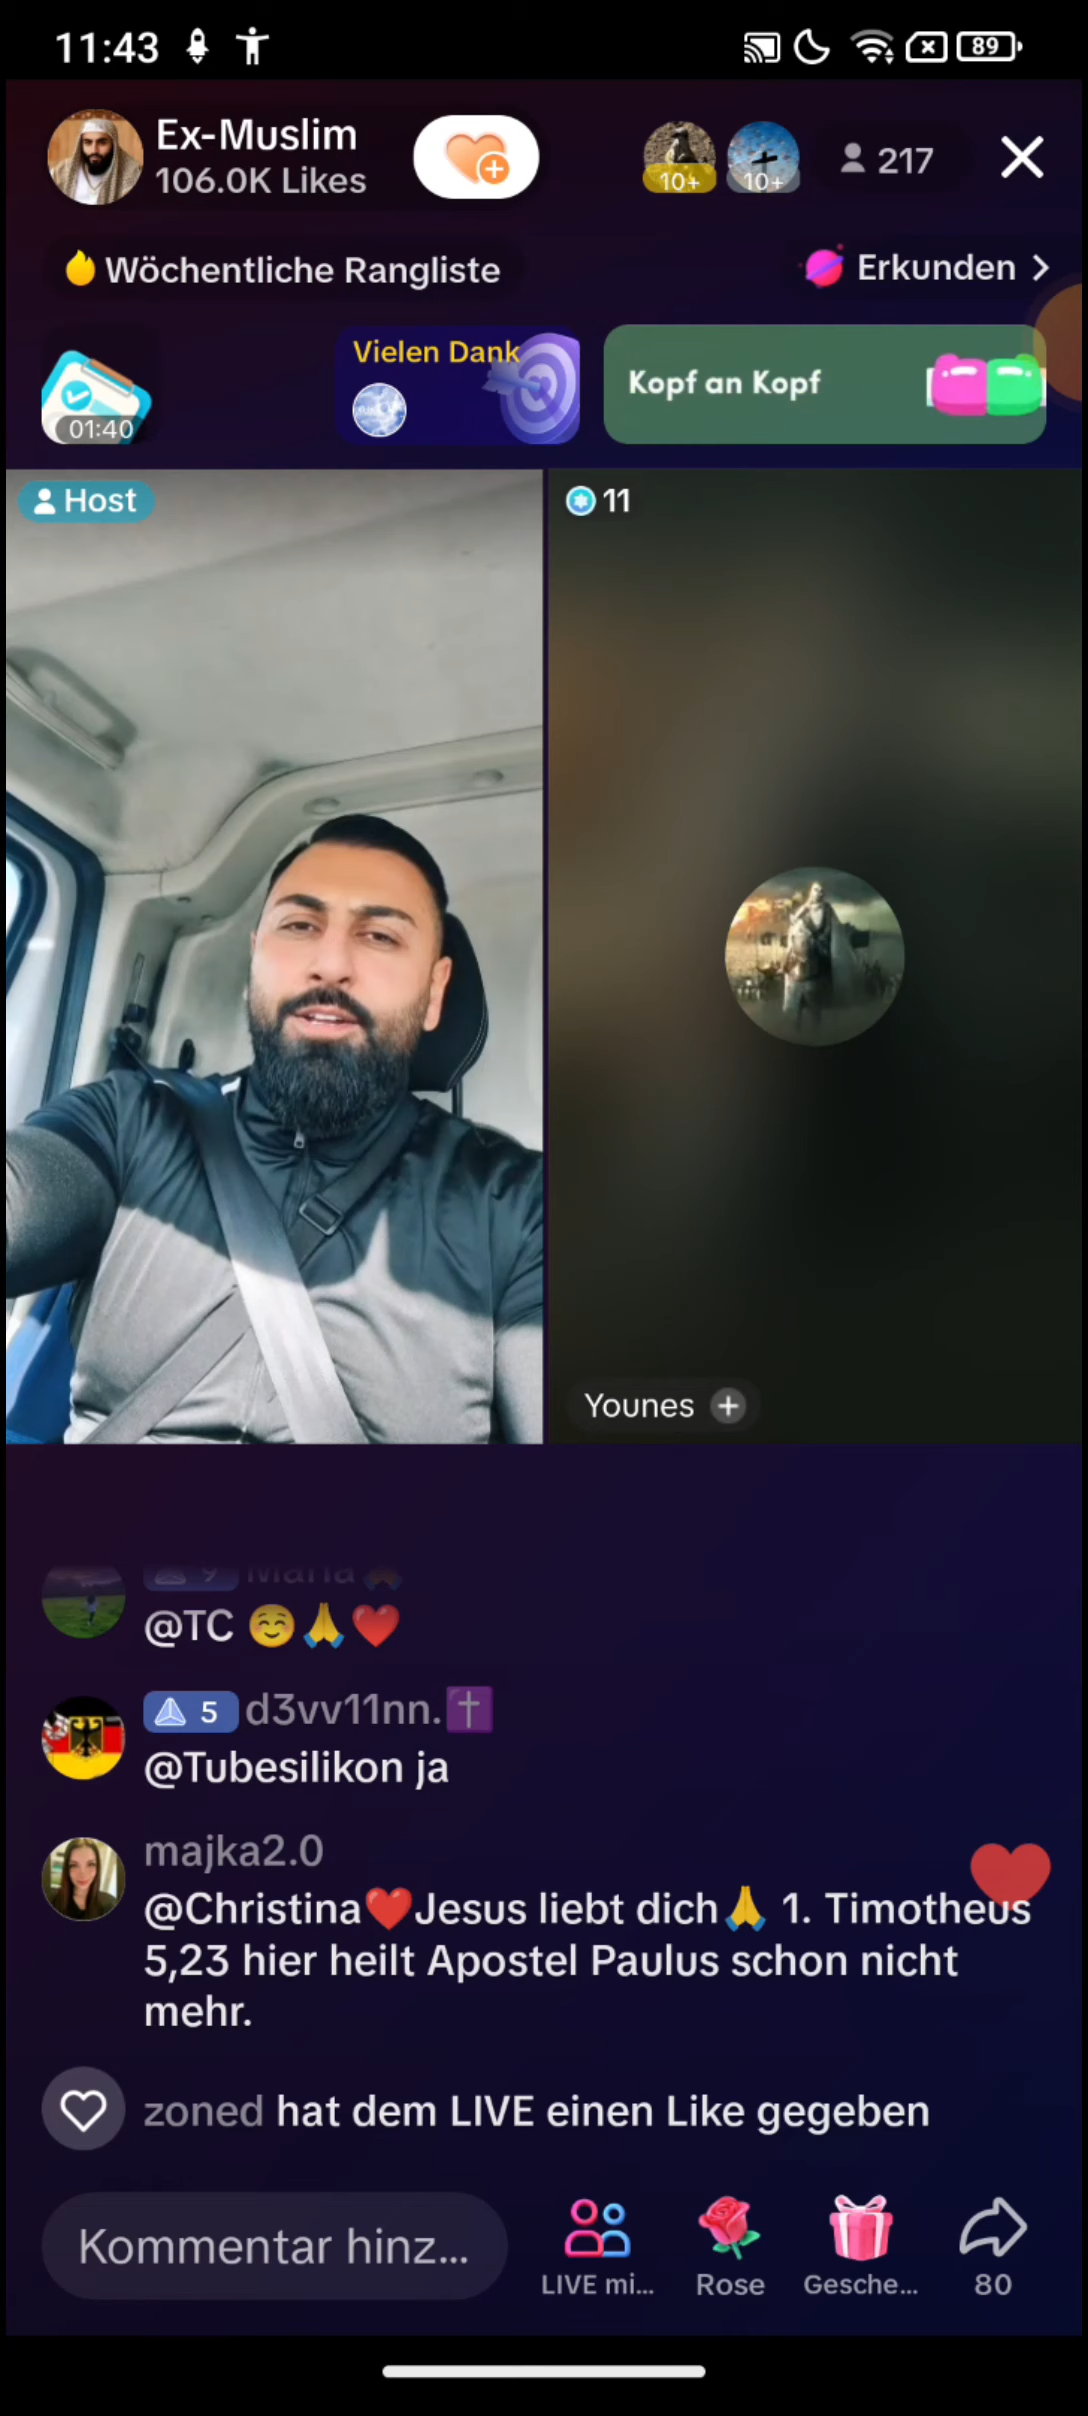 11:43
89
Ex-Muslim
106.0K Likes
10+
10+
217
Wöchentliche Rangliste
Erkunden >
01:40
Vielen Dank
Kopf an Kopf
Host
11
Younes +
9 Maria🙏
@TC ☺️🙏❤️
5 d3vv11nn.✝️
@Tubesilikon ja
majka2.0
@Christina❤️Jesus liebt dich🙏 1. Timotheus
5,23 hier heilt Apostel Paulus schon nicht
mehr.
zoned hat dem LIVE einen Like gegeben
Kommentar hinz...
LIVE mi...
Rose
Gesche...
80